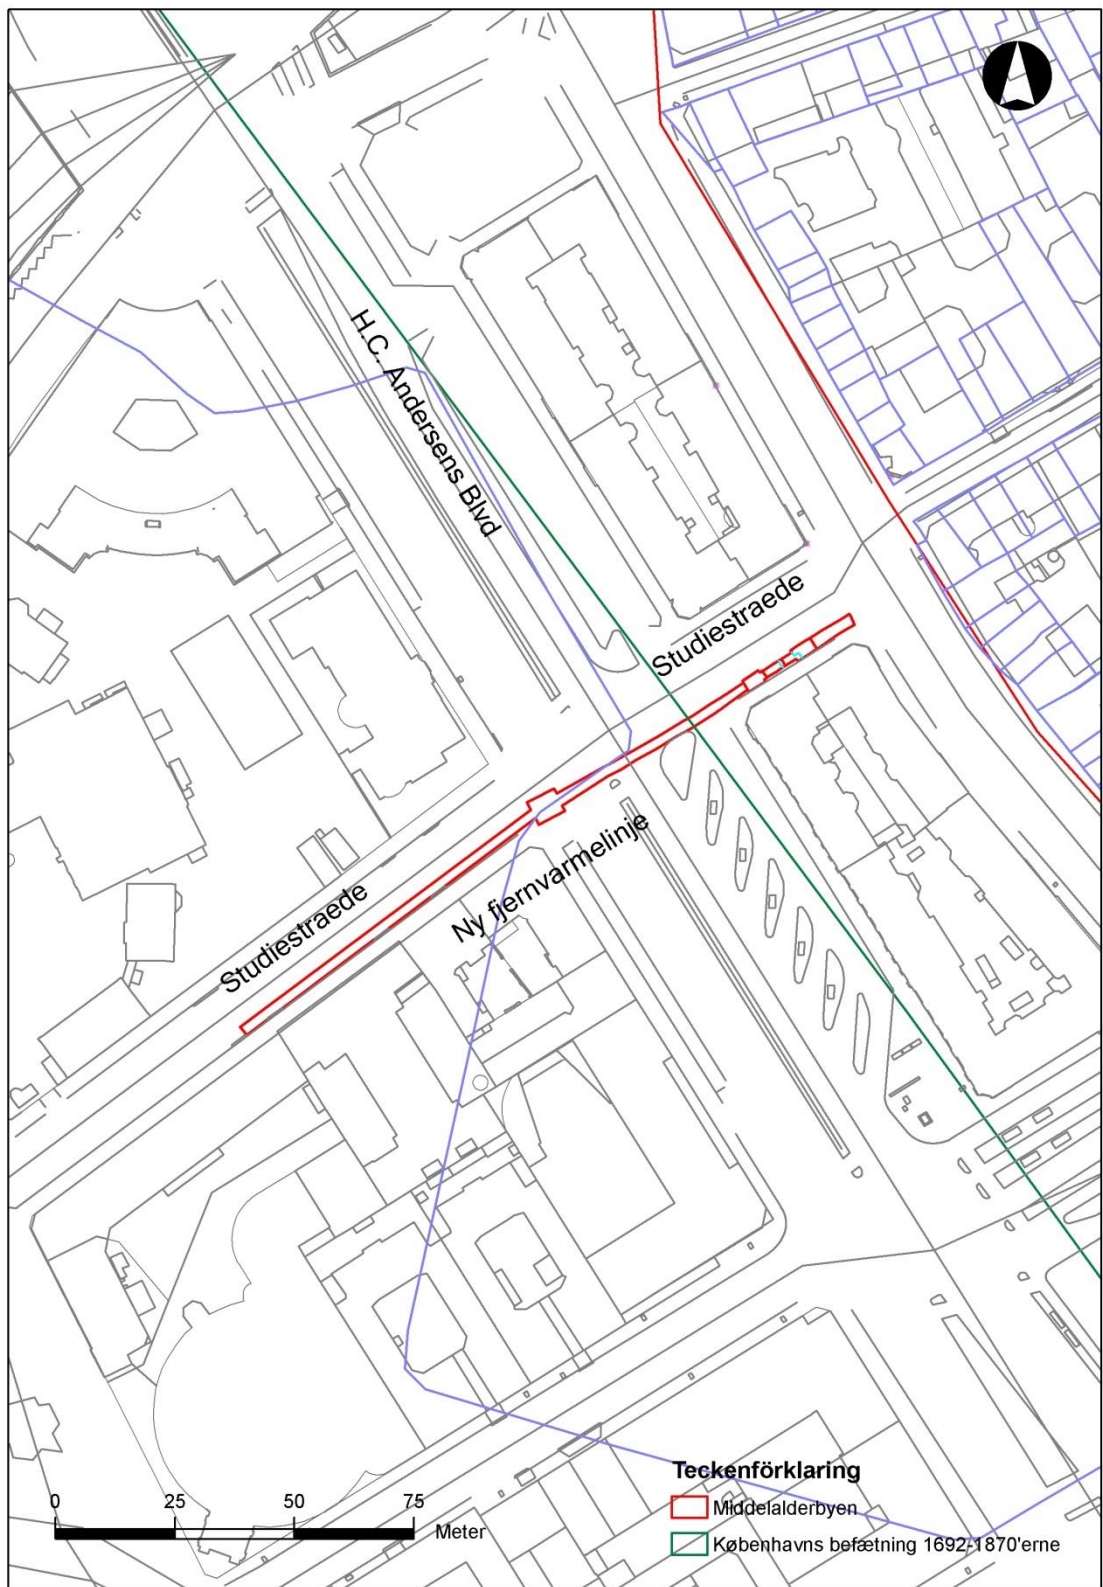 H.C. Andersens Blvd
Studiestraede
Ny fjernvarmelinje
Studiestraede
Teckenförklaring
0 25 50 75
Meter
Middelalderbyen
Københavns befætning 1692-1870'erne